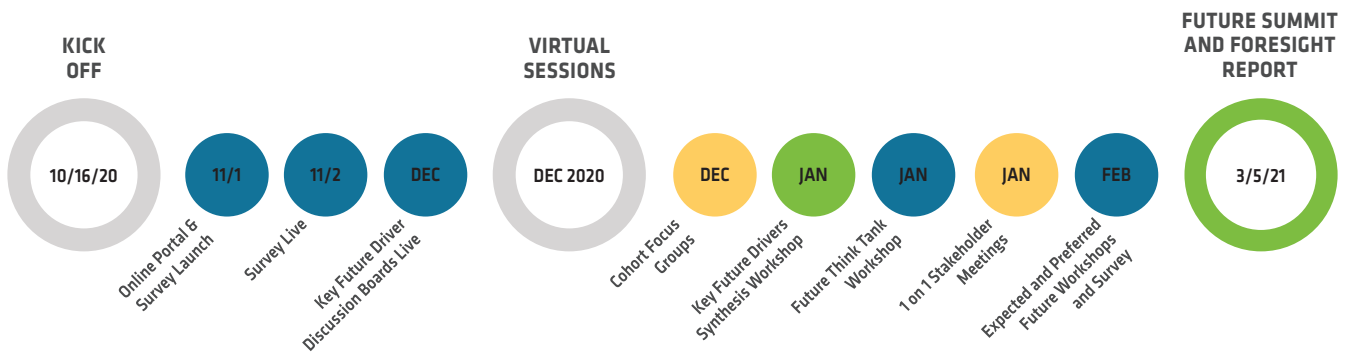 KICK
OFF
10/16/20
11/1
Online Portal &
Survey Launch
11/2
Survey Live
DEC
Key Future Driver
Discussion Boards Live
VIRTUAL
SESSIONS
DEC 2020
DEC
Cohort Focus
Groups
JAN
Key Future Drivers
Synthesis Workshop
JAN
Future Think Tank
Workshop
JAN
1 on 1 Stakeholder
Meetings
FEB
Expected and Preferred
Future Workshops
and Survey
FUTURE SUMMIT
AND FORESIGHT
REPORT
3/5/21